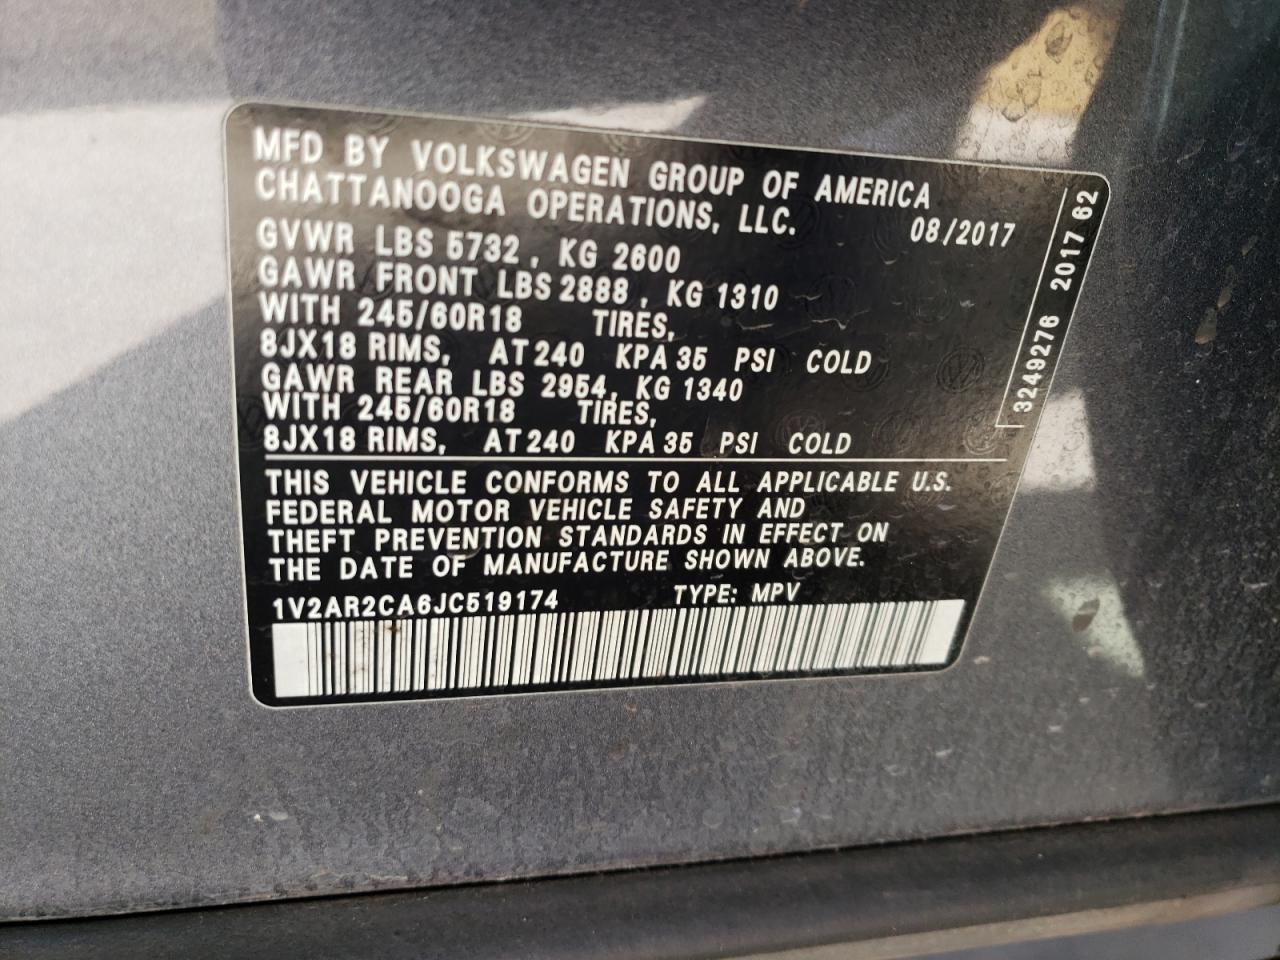 MFD BY VOLKSWAGEN GROUP OF AMERICA
CHATTANOOGA OPERATIONS, LLC.
08/2017
GVWR LBS 5732, KG 2600
GAWR FRONT LBS 2888, KG 1310
WITH 245/60R18 TIRES,
8JX18 RIMS, AT 240 KPA 35 PSI COLD
GAWR REAR LBS 2954, KG 1340
WITH 245/60R18 TIRES,
8JX18 RIMS, AT 240 KPA 35 PSI COLD
THIS VEHICLE CONFORMS TO ALL APPLICABLE U.S.
FEDERAL MOTOR VEHICLE SAFETY AND
THEFT PREVENTION STANDARDS IN EFFECT ON
THE DATE OF MANUFACTURE SHOWN ABOVE.
1V2AR2CA6JC519174 TYPE: MPV
3249276 2017 62